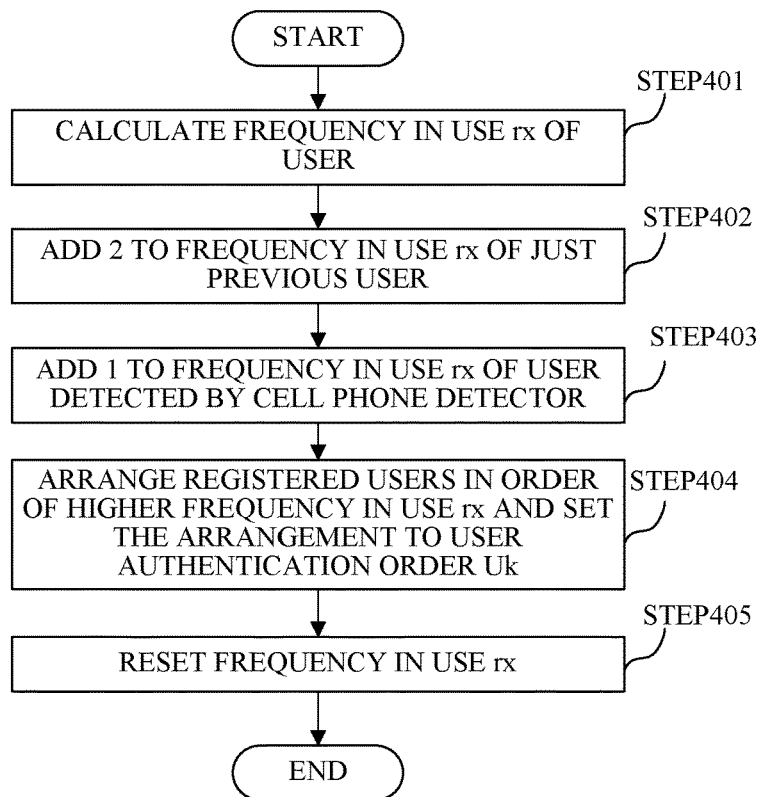 START
STEP401
CALCULATE FREQUENCY IN USE rx OF
USER
STEP402
ADD 2 TO FREQUENCY IN USE rx OF JUST
PREVIOUS USER
STEP403
ADD 1 TO FREQUENCY IN USE rx OF USER
DETECTED BY CELL PHONE DETECTOR
STEP404
ARRANGE REGISTERED USERS IN ORDER
OF HIGHER FREQUENCY IN USE rx AND SET
THE ARRANGEMENT TO USER
AUTHENTICATION ORDER Uk
STEP405
RESET FREQUENCY IN USE rx
END